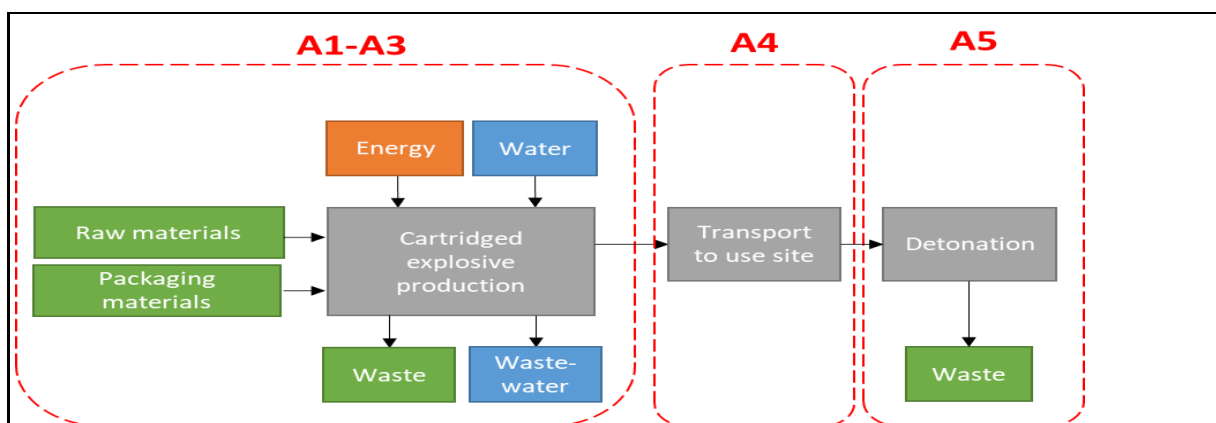 A1-A3
A4
A5
Energy
Water
Raw materials
Packaging
materials
Cartridged
explosive
production
Transport
to use site
Detonation
Waste
Waste-
water
Waste